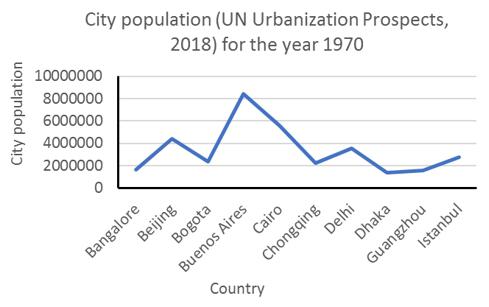 City population (UN Urbanization Prospects,
2018) for the year 1970
City population
10000000
8000000
6000000
4000000
2000000
0
Bangalore
Beijing
Bogota
Buenos Aires
Cairo
Chongqing
Delhi
Dhaka
Guangzhou
Istanbul
Country